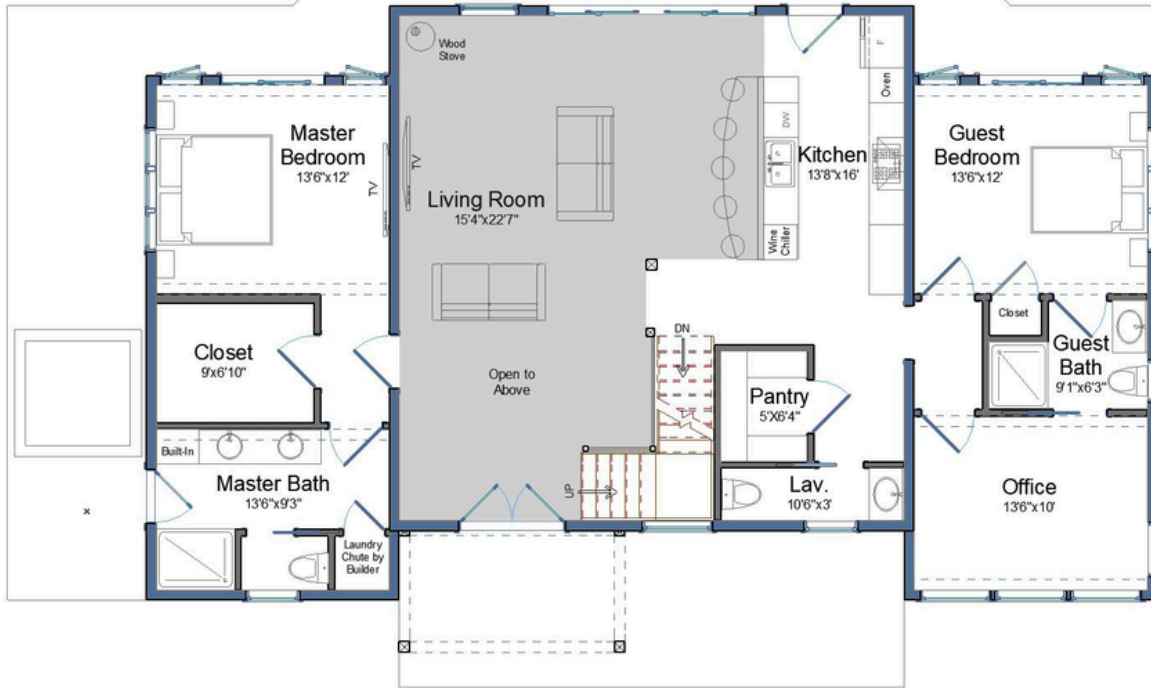 Wood
Stove
F
Oven
DW
Master
Bedroom
13'6"x12'
TV
TV
Living Room
15'4"x22'7"
Kitchen
13'8"x16'
Wine
Chiller
Guest
Bedroom
13'6"x12'
Closet
Guest
Bath
9'1"x6'3"
Closet
9'x6'10"
DN
Open to
Above
Pantry
5'X6'4"
Built-In
Master Bath
13'6"x9'3"
UP
Lav.
10'6"x3'
Office
13'6"x10'
Laundry
Chute by
Builder